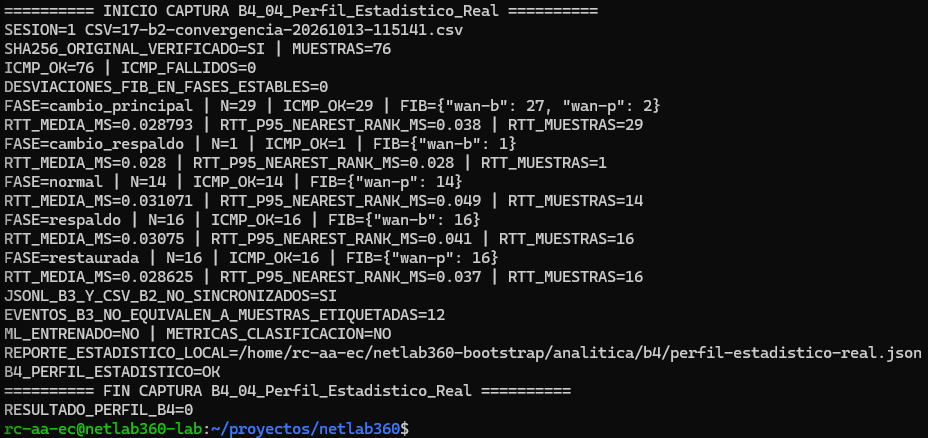 ========== INICIO CAPTURA B4_04_Perfil_Estadistico_Real ==========
SESION=1 CSV=17-b2-convergencia-20261013-115141.csv
SHA256_ORIGINAL_VERIFICADO=SI | MUESTRAS=76
ICMP_OK=76 | ICMP_FALLIDOS=0
DESVIACIONES_FIB_EN_FASES_ESTABLES=0
FASE=cambio_principal | N=29 | ICMP_OK=29 | FIB={"wan-b": 27, "wan-p": 2}
RTT_MEDIA_MS=0.028793 | RTT_P95_NEAREST_RANK_MS=0.038 | RTT_MUESTRAS=29
FASE=cambio_respaldo | N=1 | ICMP_OK=1 | FIB={"wan-b": 1}
RTT_MEDIA_MS=0.028 | RTT_P95_NEAREST_RANK_MS=0.028 | RTT_MUESTRAS=1
FASE=normal | N=14 | ICMP_OK=14 | FIB={"wan-p": 14}
RTT_MEDIA_MS=0.031071 | RTT_P95_NEAREST_RANK_MS=0.049 | RTT_MUESTRAS=14
FASE=respaldo | N=16 | ICMP_OK=16 | FIB={"wan-b": 16}
RTT_MEDIA_MS=0.03075 | RTT_P95_NEAREST_RANK_MS=0.041 | RTT_MUESTRAS=16
FASE=restaurada | N=16 | ICMP_OK=16 | FIB={"wan-p": 16}
RTT_MEDIA_MS=0.028625 | RTT_P95_NEAREST_RANK_MS=0.037 | RTT_MUESTRAS=16
JSONL_B3_Y_CSV_B2_NO_SINCRONIZADOS=SI
EVENTOS_B3_NO_EQUIVALEN_A_MUESTRAS_ETIQUETADAS=12
ML_ENTRENADO=NO | METRICAS_CLASIFICACION=NO
REPORTE_ESTADISTICO_LOCAL=/home/rc-aa-ec/netlab360-bootstrap/analitica/b4/perfil-estadistico-real.json
B4_PERFIL_ESTADISTICO=OK
========== FIN CAPTURA B4_04_Perfil_Estadistico_Real ==========
RESULTADO_PERFIL_B4=0
rc-aa-ec@netlab360-lab:~/proyectos/netlab360$